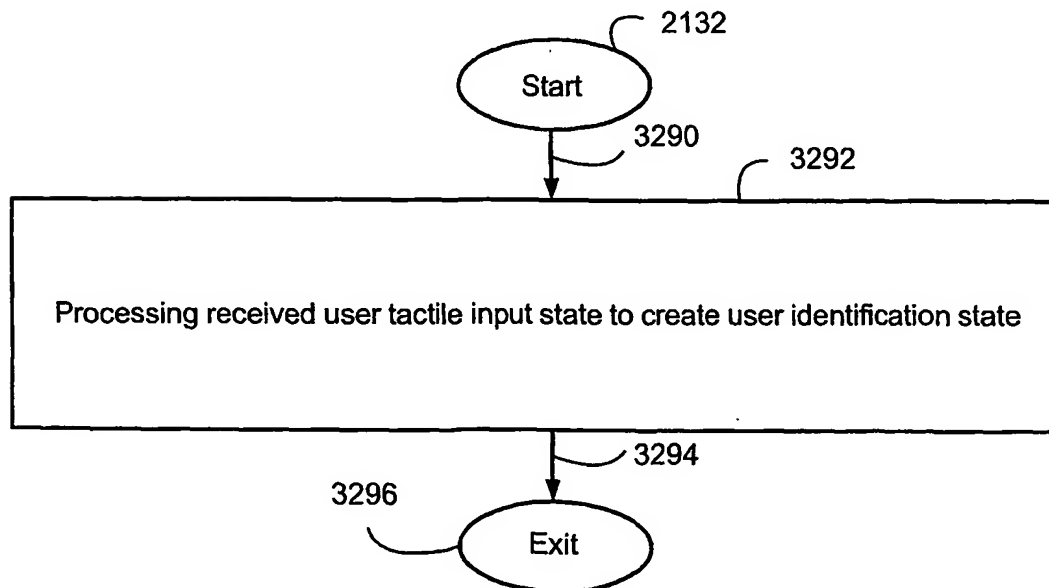 2132
Start
3290
3292
Processing received user tactile input state to create user identification state
3294
3296
Exit